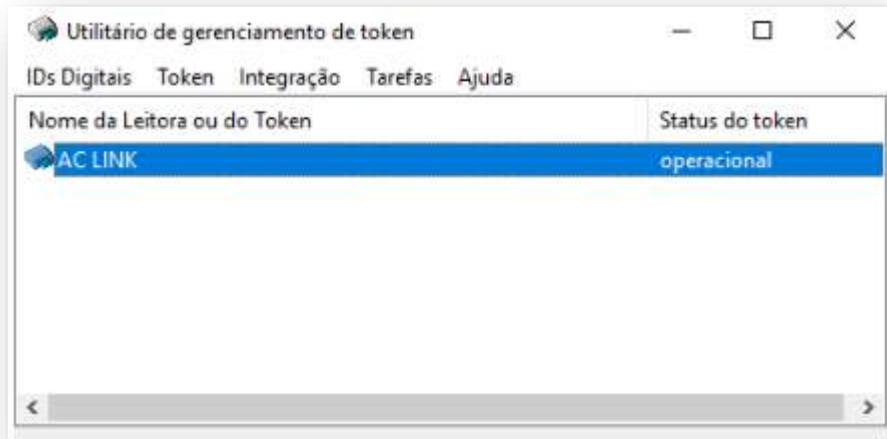 Utilitário de gerenciamento de token
IDs Digitais Token Integração Tarefas Ajuda
Nome da Leitora ou do Token Status do token
AC LINK operacional